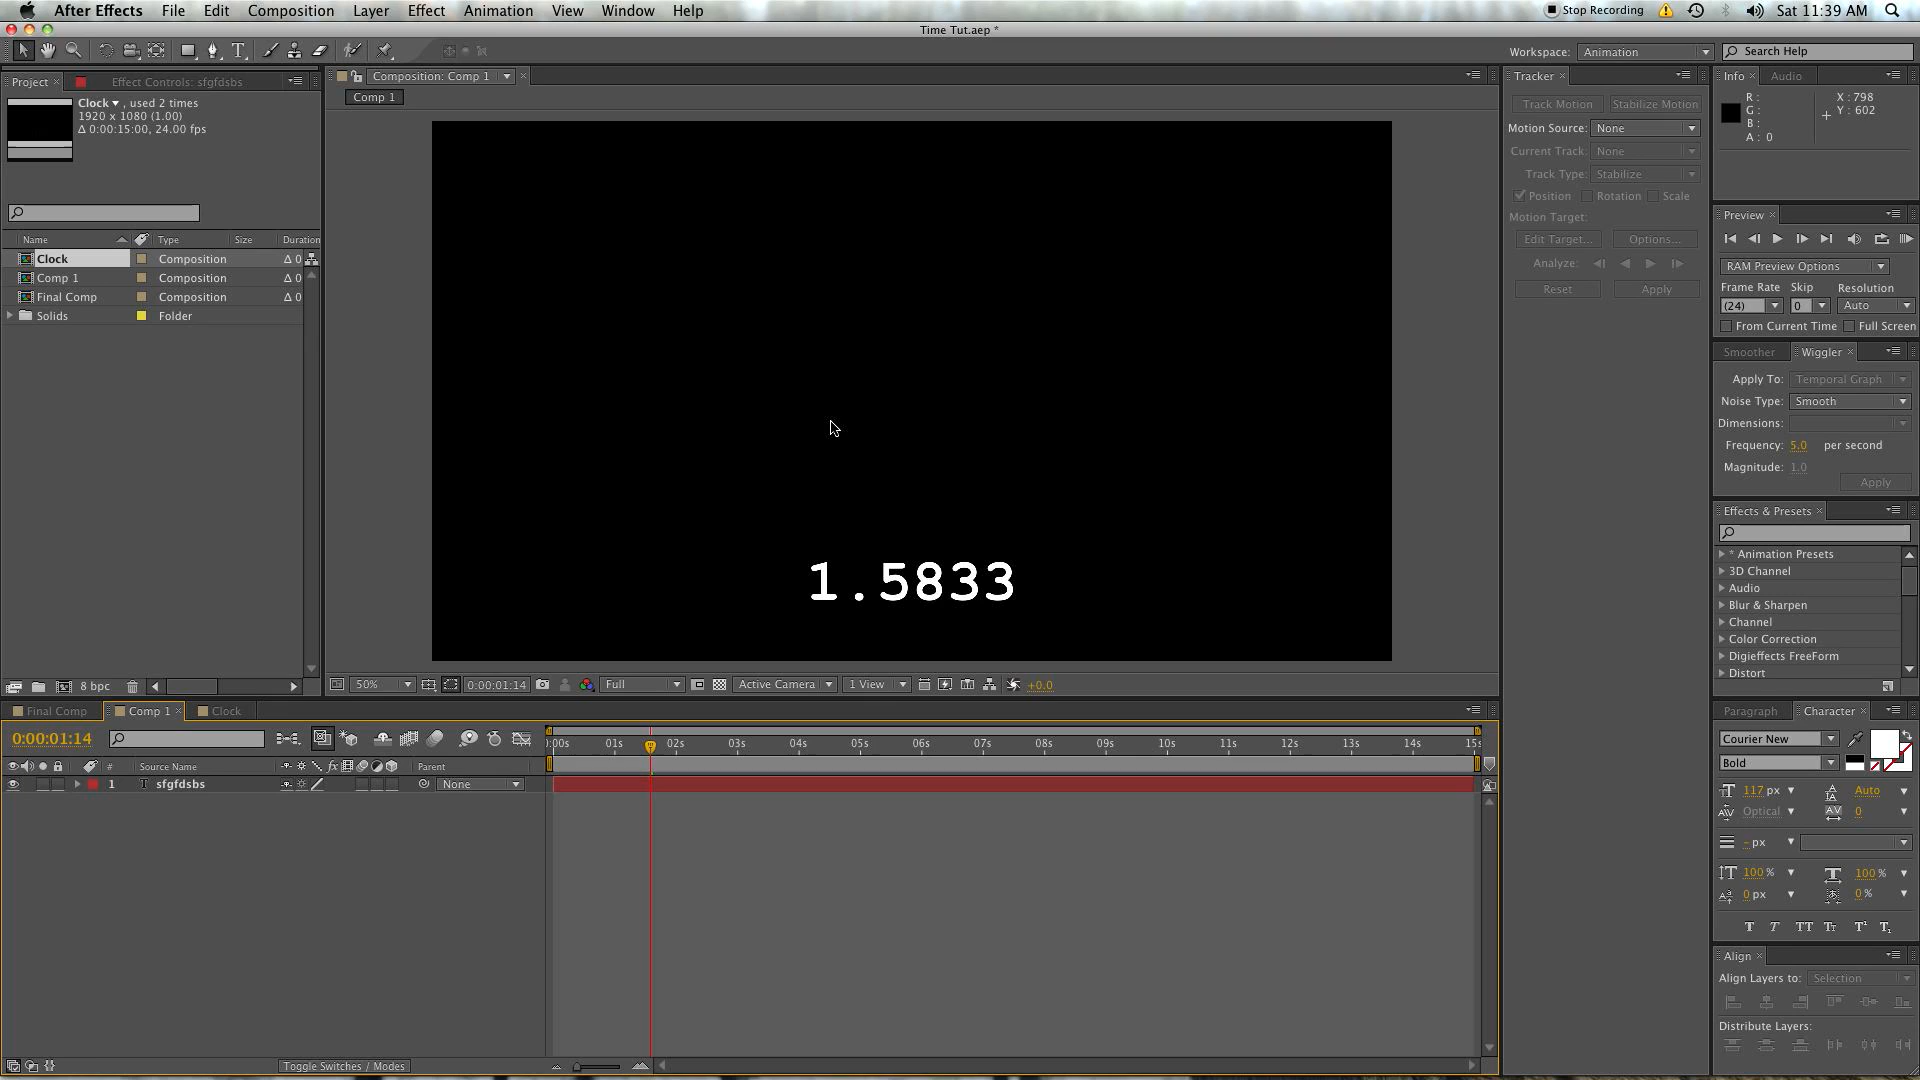 After Effects File Edit Composition Layer Effect Animation View Window Help Stop Recording Sat 11:39 AM
Time Tut.aep *
Workspace: Animation Search Help
Project Effect Controls: sfgfdsbs
Clock , used 2 times
1920 x 1080 (1.00)
Δ 0:00:15:00, 24.00 fps
Name Type Size Duration
Clock Composition Δ 0
Comp 1 Composition Δ 0
Final Comp Composition Δ 0
Solids Folder
8 bpc
Composition: Comp 1
Comp 1
1.5833
50% 0:00:01:14 Full Active Camera 1 View +0.0
Tracker
Track Motion Stabilize Motion
Motion Source: None
Current Track: None
Track Type: Stabilize
Position Rotation Scale
Motion Target:
Edit Target... Options...
Analyze:
Reset Apply
Info Audio
R : X : 798
G : Y : 602
B :
A : 0
Preview
RAM Preview Options
Frame Rate Skip Resolution
(24) 0 Auto
From Current Time Full Screen
Smoother Wiggler
Apply To: Temporal Graph
Noise Type: Smooth
Dimensions:
Frequency: 5.0 per second
Magnitude: 1.0
Apply
Effects & Presets
* Animation Presets
3D Channel
Audio
Blur & Sharpen
Channel
Color Correction
Digieffects FreeForm
Distort
Final Comp Comp 1 Clock
0:00:01:14
):00s 01s 02s 03s 04s 05s 06s 07s 08s 09s 10s 11s 12s 13s 14s 15s
# Source Name fx Parent
1 T sfgfdsbs None
Toggle Switches / Modes
Paragraph Character
Courier New
Bold
117 px Auto
Optical 0
- px
100 % 100 %
0 px 0 %
T T TT Tt T¹ T₁
Align
Align Layers to: Selection
Distribute Layers: